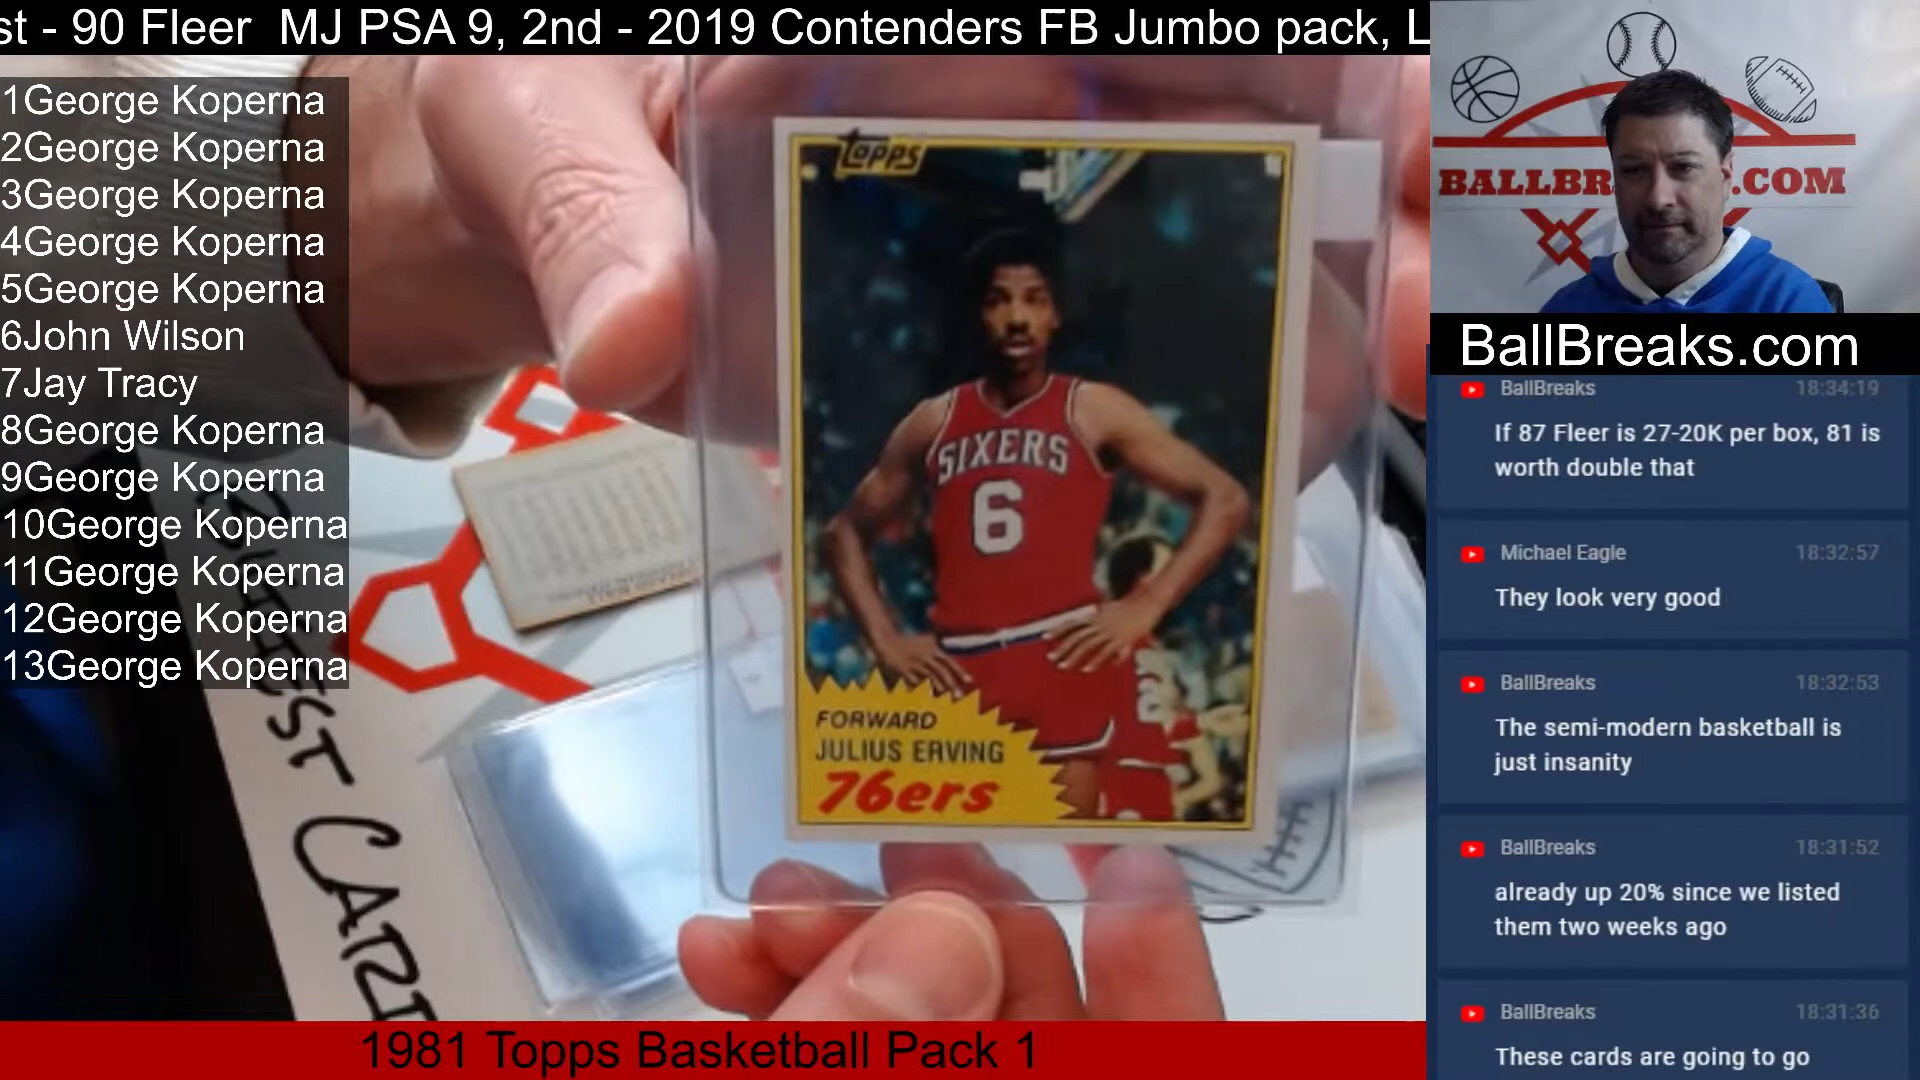 st - 90 Fleer MJ PSA 9, 2nd - 2019 Contenders FB Jumbo pack, L
1George Koperna
2George Koperna
3George Koperna
4George Koperna
5George Koperna
6John Wilson
7Jay Tracy
8George Koperna
9George Koperna
10George Koperna
11George Koperna
12George Koperna
13George Koperna
TOPPS
SIXERS
6
FORWARD
JULIUS ERVING
76ers
CARD
1981 Topps Basketball Pack 1
BALLBR .COM
BallBreaks.com
BallBreaks 18:34:19
If 87 Fleer is 27-20K per box, 81 is
worth double that
Michael Eagle 18:32:57
They look very good
BallBreaks 18:32:53
The semi-modern basketball is
just insanity
BallBreaks 18:31:52
already up 20% since we listed
them two weeks ago
BallBreaks 18:31:36
These cards are going to go